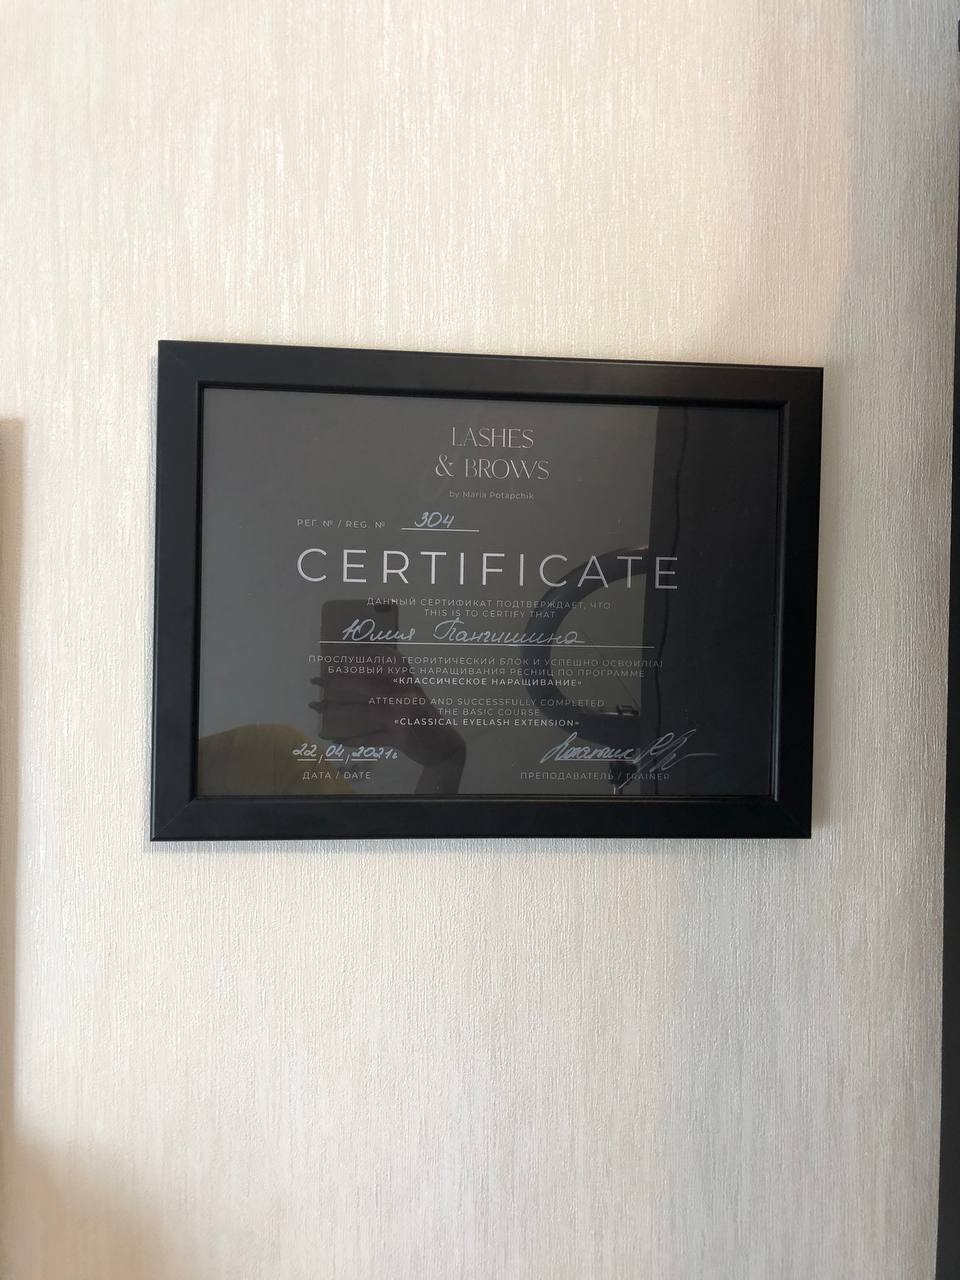 LASHES
& BROWS
by Maria Potapchik
РЕГ. № / REG. № 304
CERTIFICATE
ДАННЫЙ СЕРТИФИКАТ ПОДТВЕРЖДАЕТ, ЧТО
THIS IS TO CERTIFY THAT
Юлия Пангишина
ПРОСЛУШАЛ(А) ТЕОРИТИЧЕСКИЙ БЛОК И УСПЕШНО ОСВОИЛ(А)
БАЗОВЫЙ КУРС НАРАЩИВАНИЯ РЕСНИЦ ПО ПРОГРАММЕ
«КЛАССИЧЕСКОЕ НАРАЩИВАНИЕ»
ATTENDED AND SUCCESSFULLY COMPLETED
THE BASIC COURSE
«CLASSICAL EYELASH EXTENSION»
22,04,2021г
ДАТА / DATE
ПРЕПОДАВАТЕЛЬ / TRAINER